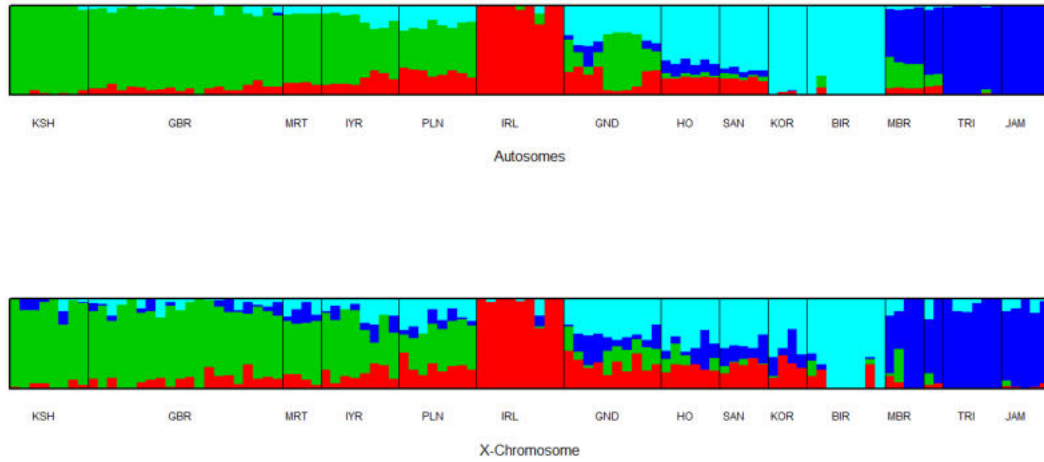 KSH GBR MRT IYR PLN IRL GND HO SAN KOR BIR MBR TRI JAM
Autosomes
KSH GBR MRT IYR PLN IRL GND HO SAN KOR BIR MBR TRI JAM
X-Chromosome